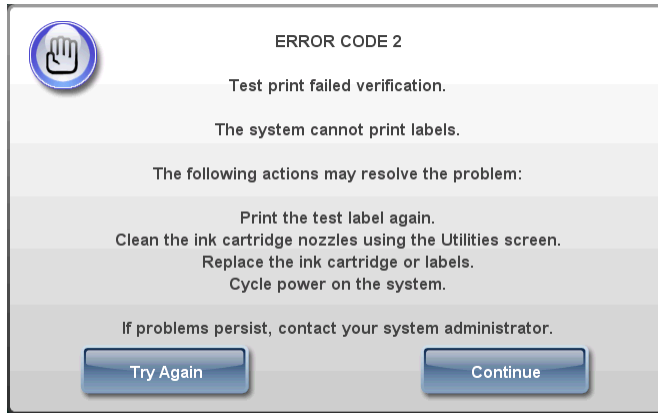 ERROR CODE 2
Test print failed verification.
The system cannot print labels.
The following actions may resolve the problem:
Print the test label again.
Clean the ink cartridge nozzles using the Utilities screen.
Replace the ink cartridge or labels.
Cycle power on the system.
If problems persist, contact your system administrator.
Try Again
Continue